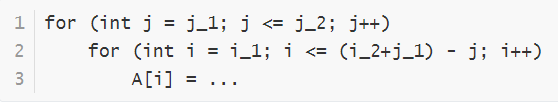 1 for (int j = j_1; j <= j_2; j++)
2     for (int i = i_1; i <= (i_2+j_1) - j; i++)
3         A[i] = ...